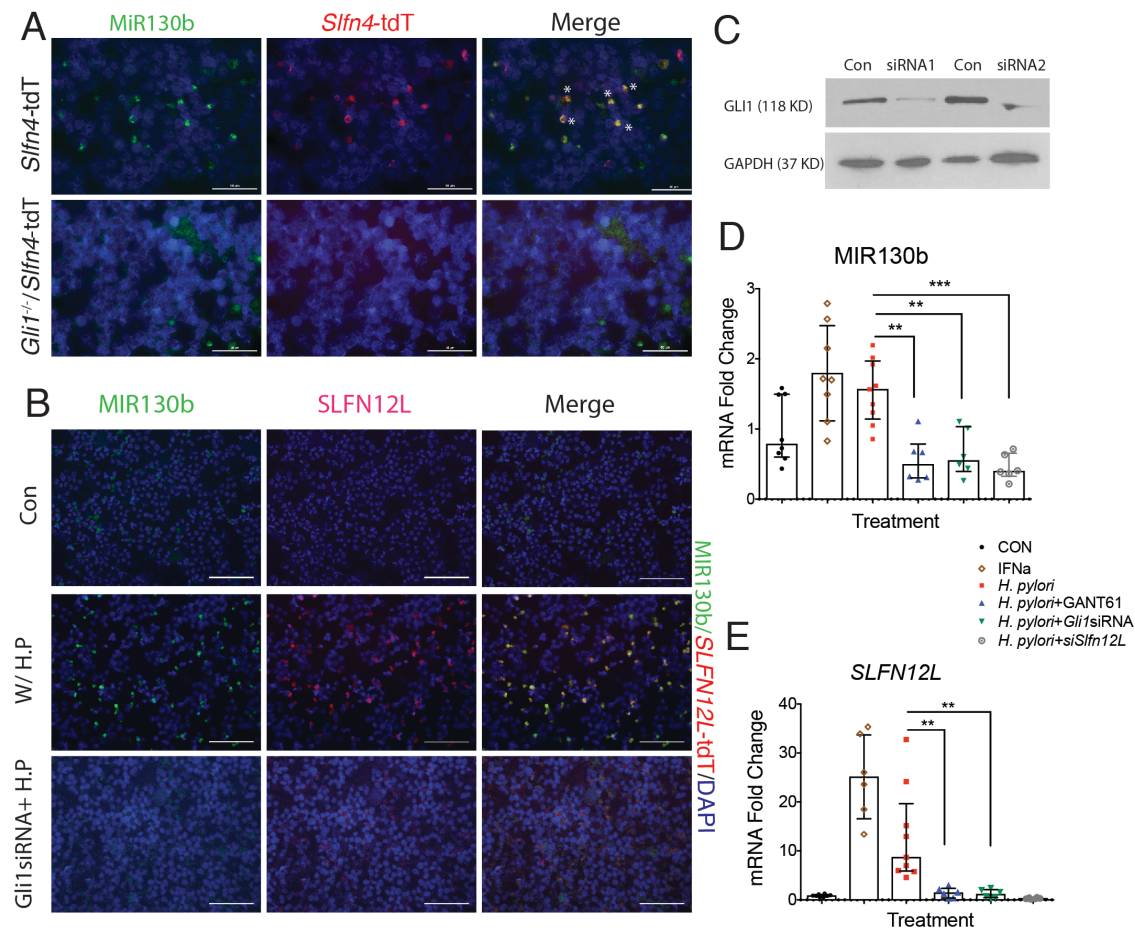 A
MiR130b
Slfn4-tdT
Merge
Slfn4-tdT
* * * * *
Gli1-/-/Slfn4-tdT
B
MIR130b
SLFN12L
Merge
Con
W/ H.P
Gli1siRNA+ H.P
MIR130b/SLFN12L-tdT/DAPI
C
Con siRNA1 Con siRNA2
GLI1 (118 KD)
GAPDH (37 KD)
D
MIR130b
mRNA Fold Change
3
2
1
0
***
**
**
Treatment
CON
IFNa
H. pylori
H. pylori+GANT61
H. pylori+Gli1siRNA
H. pylori+siSlfn12L
E
SLFN12L
mRNA Fold Change
40
30
20
10
0
**
**
Treatment